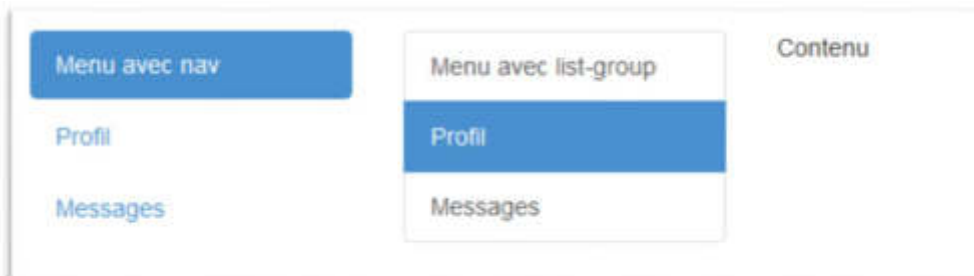 Menu avec nav
Profil
Messages
Menu avec list-group
Profil
Messages
Contenu